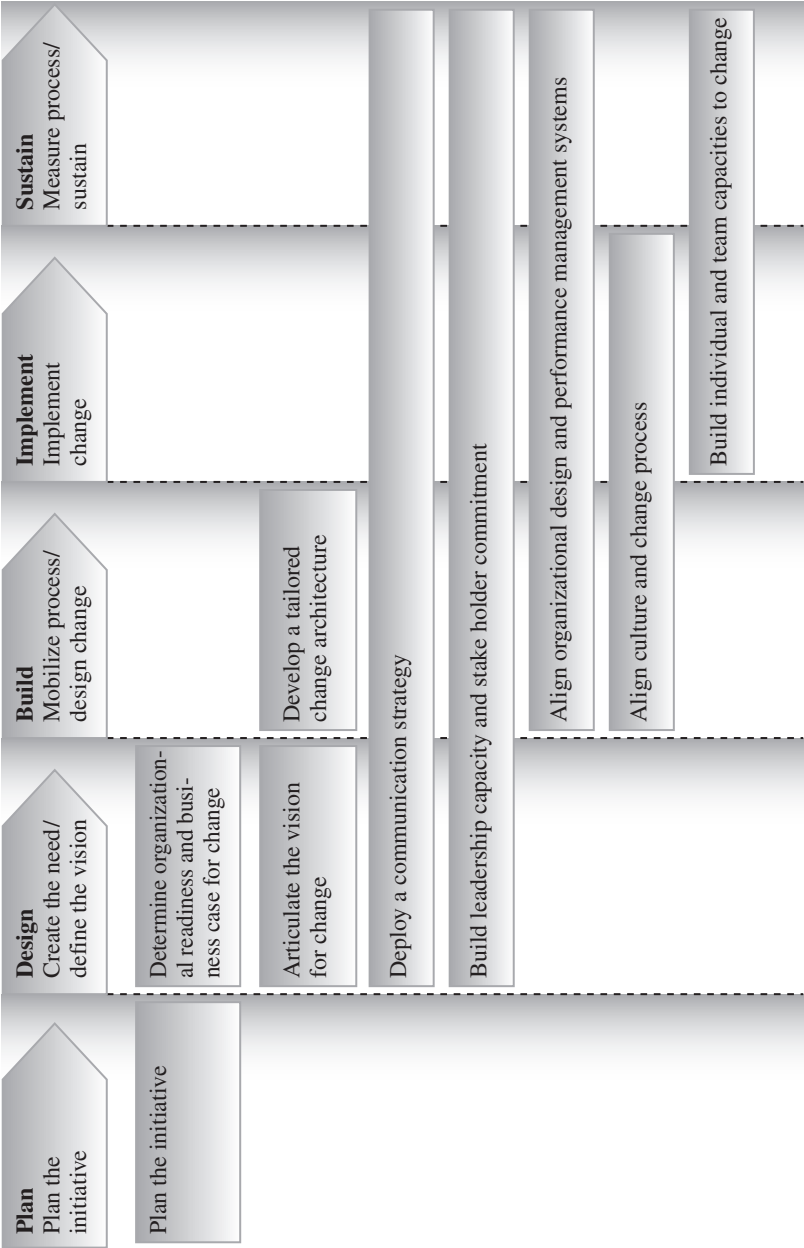 Plan
Plan the
initiative
Design
Create the need/
define the vision
Build
Mobilize process/
design change
Implement
Implement
change
Sustain
Measure process/
sustain
Plan the initiative
Determine organization-
al readiness and busi-
ness case for change
Articulate the vision
for change
Develop a tailored
change architecture
Deploy a communication strategy
Build leadership capacity and stake holder commitment
Align organizational design and performance management systems
Align culture and change process
Build individual and team capacities to change